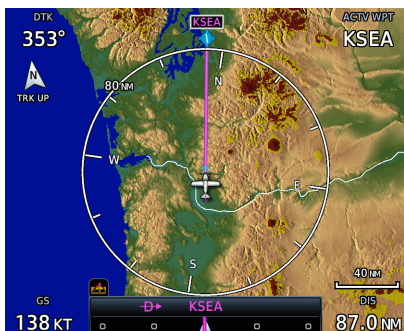 DTK
353°
N
TRK UP
KSEA
ACTV WPT
KSEA
80 NM
N
W
E
S
40 NM
GS
138 KT
KSEA
DIS
87.0 NM